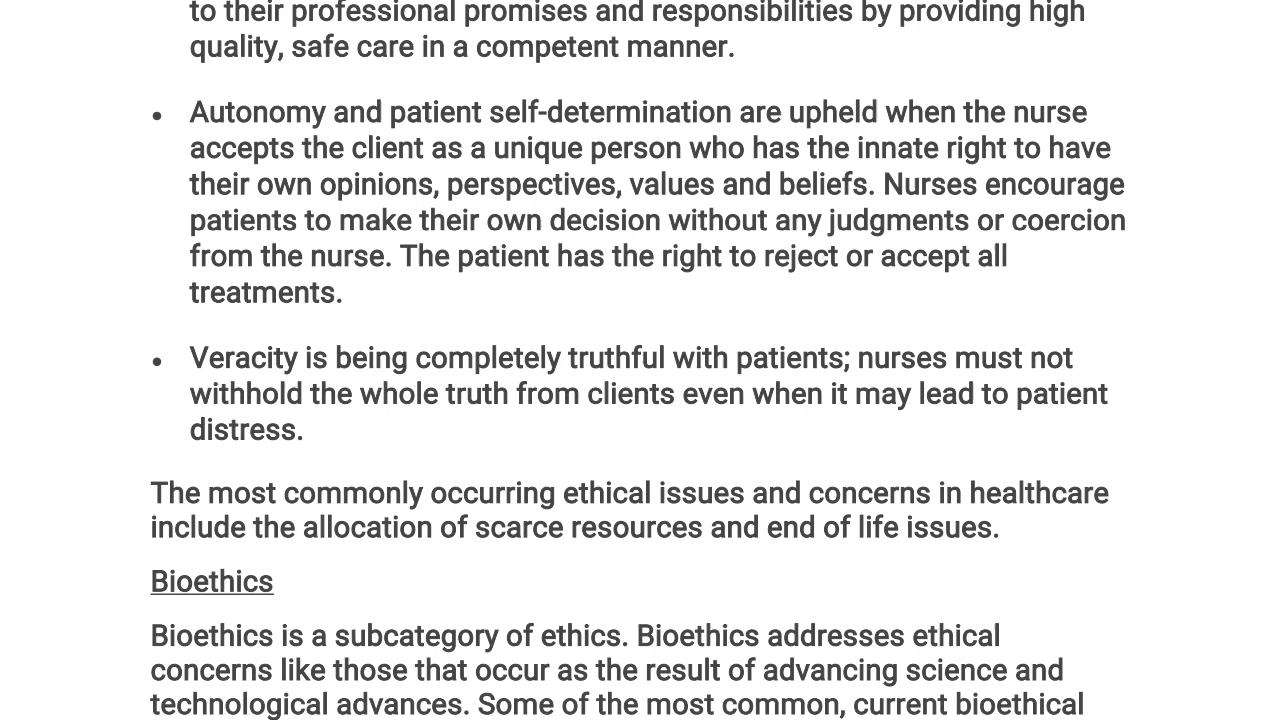 to their professional promises and responsibilities by providing high
quality, safe care in a competent manner.
• Autonomy and patient self-determination are upheld when the nurse
accepts the client as a unique person who has the innate right to have
their own opinions, perspectives, values and beliefs. Nurses encourage
patients to make their own decision without any judgments or coercion
from the nurse. The patient has the right to reject or accept all
treatments.
• Veracity is being completely truthful with patients; nurses must not
withhold the whole truth from clients even when it may lead to patient
distress.
The most commonly occurring ethical issues and concerns in healthcare
include the allocation of scarce resources and end of life issues.
Bioethics
Bioethics is a subcategory of ethics. Bioethics addresses ethical
concerns like those that occur as the result of advancing science and
technological advances. Some of the most common, current bioethical